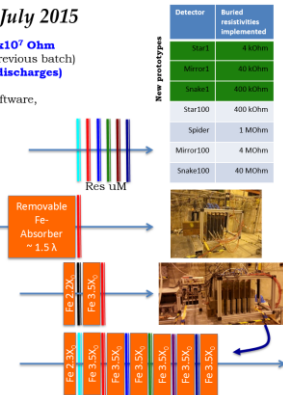 July 2015
x10⁷ Ohm
revious batch)
discharges)
ftware,
Detector Buried resistivities implemented
New prototypes
Star1 4 kOhm
Mirror1 40 kOhm
Snake1 400 kOhm
Star100 400 kOhm
Spider 1 MOhm
Mirror100 4 MOhm
Snake100 40 MOhm
Res uM
Removable
Fe-
Absorber
~ 1.5 λ
Fe 2.2X₀
Fe 3.5X₀
Fe 2.3X₀
Fe 3.5X₀
Fe 3.5X₀
Fe 3.5X₀
Fe 3.5X₀
Fe 3.5X₀
Fe 3.5X₀